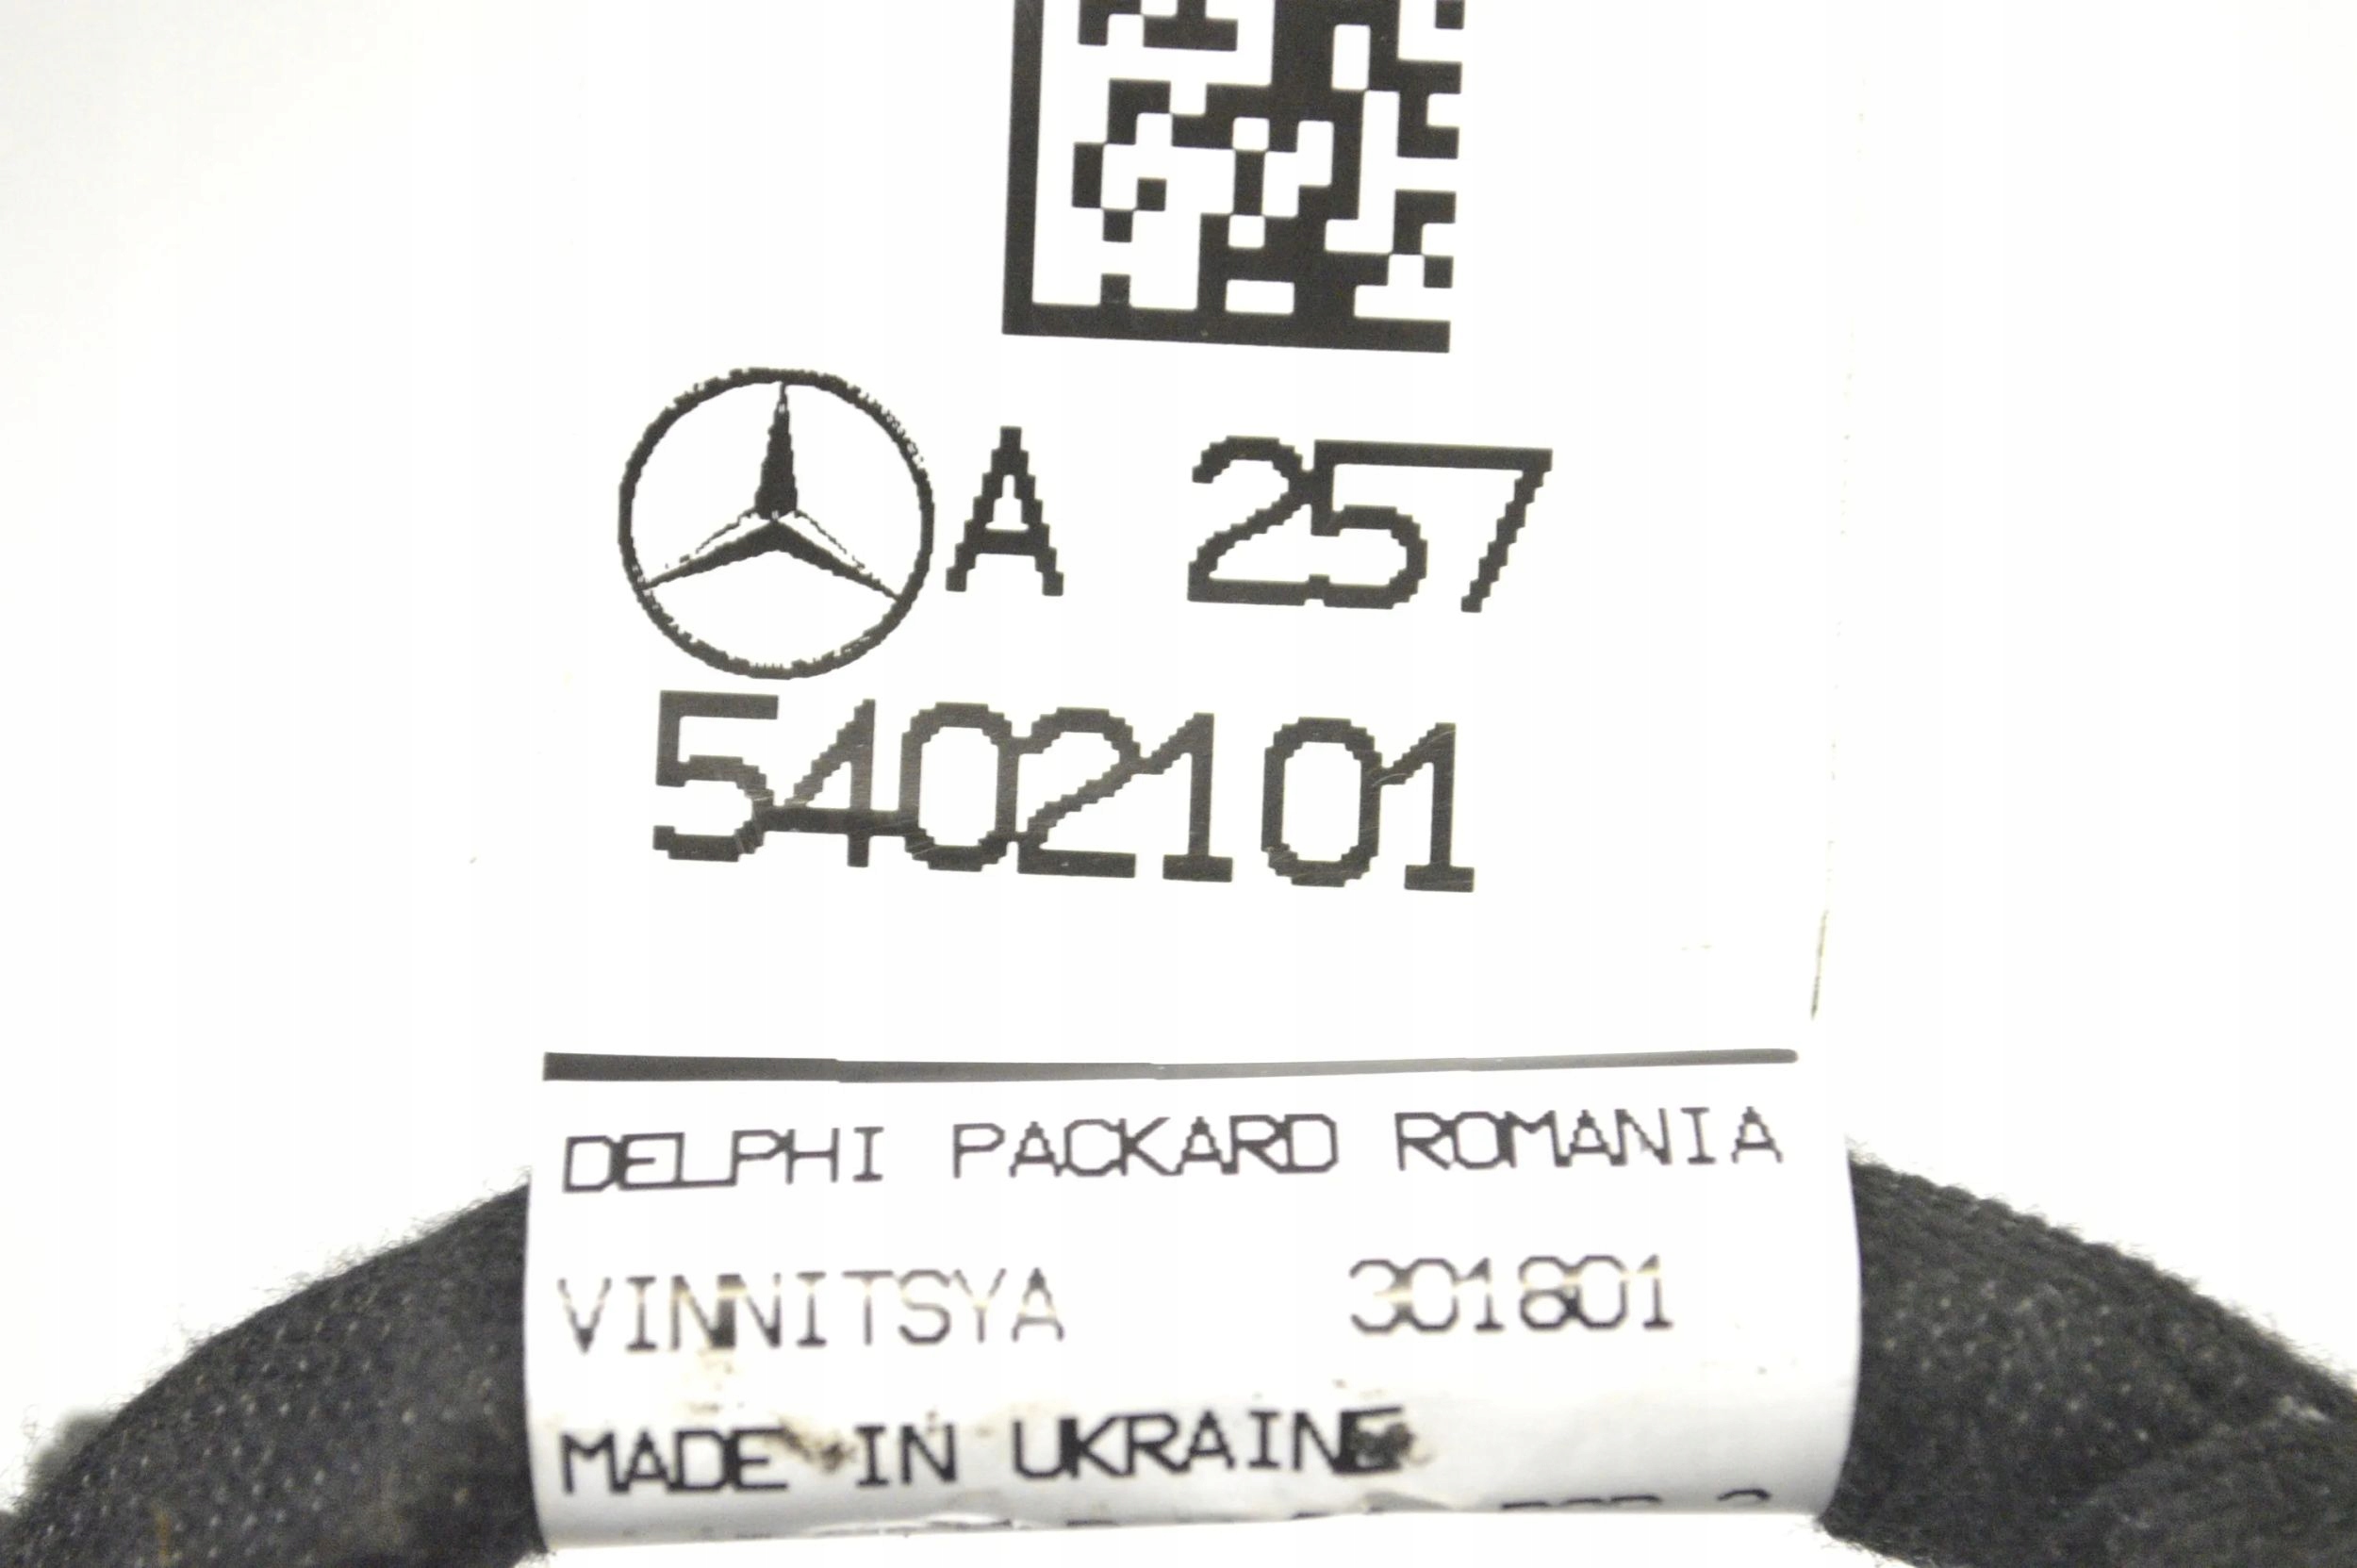 A 257
5402101
DELPHI PACKARD ROMANIA
VINNITSYA 301801
MADE IN UKRAINE